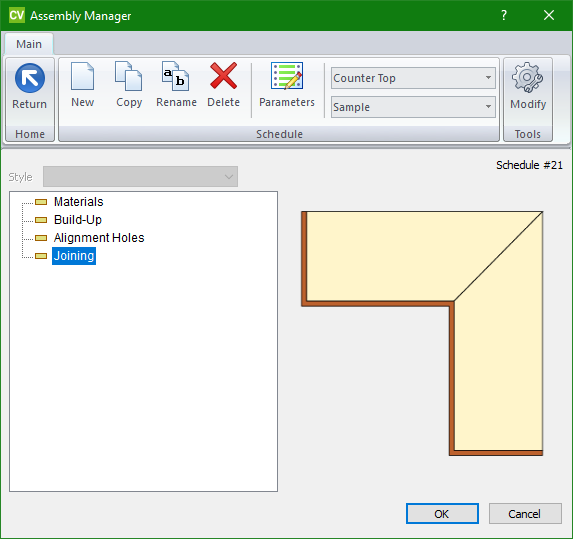 CV Assembly Manager ? ×
Main
Return New Copy ab Rename Delete Parameters Counter Top Sample Modify
Home Schedule Tools
Schedule #21
Style
Materials
Build-Up
Alignment Holes
Joining
OK Cancel